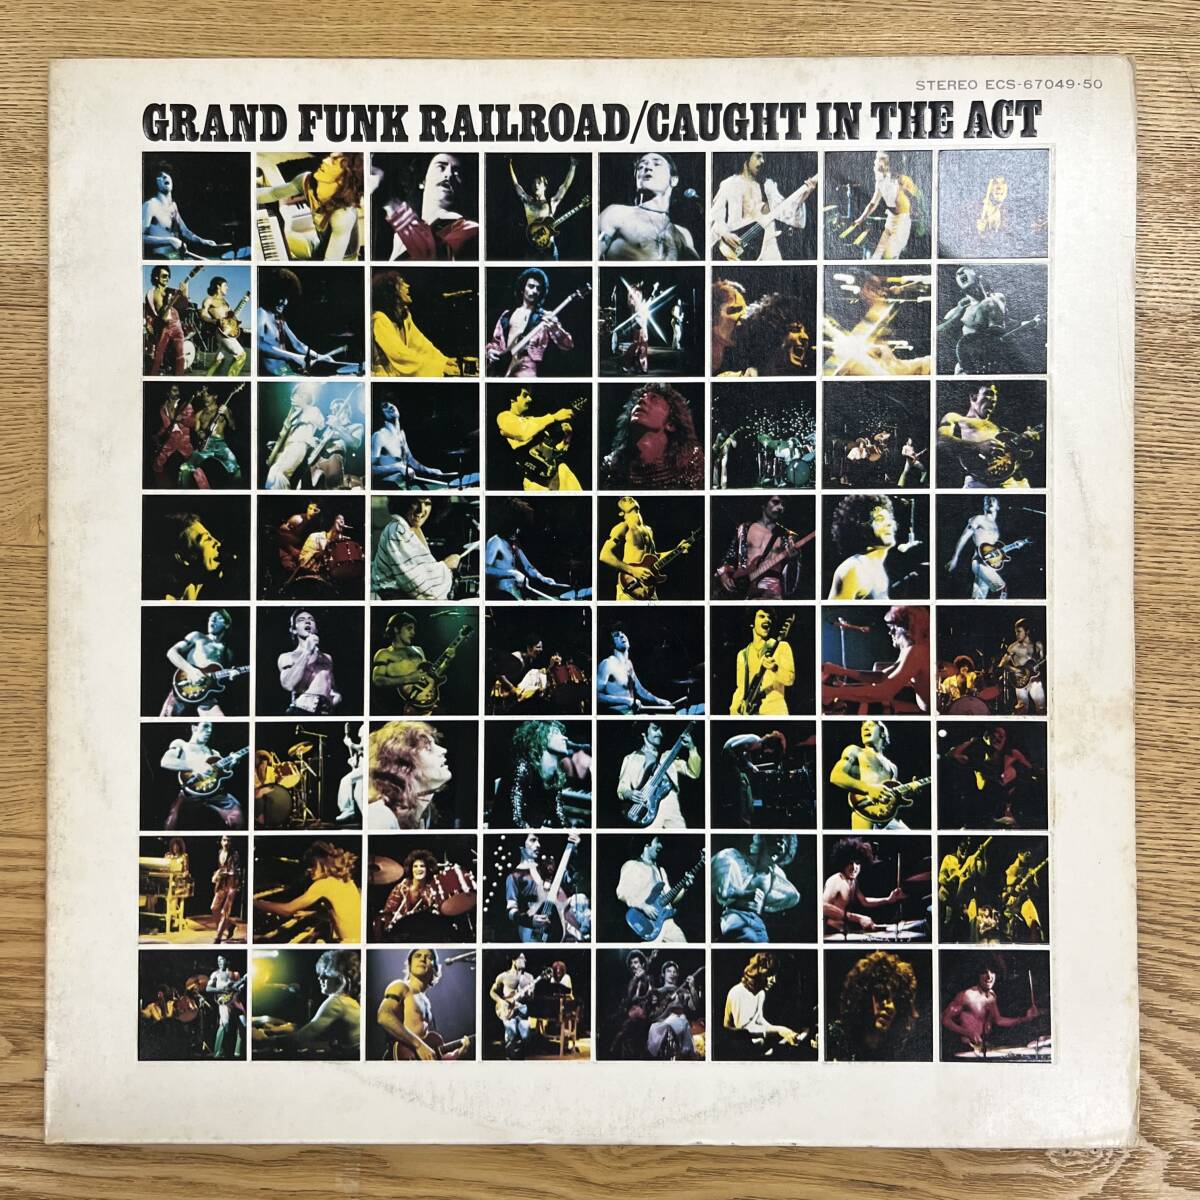 STEREO ECS-67049·50
GRAND FUNK RAILROAD/CAUGHT IN THE ACT